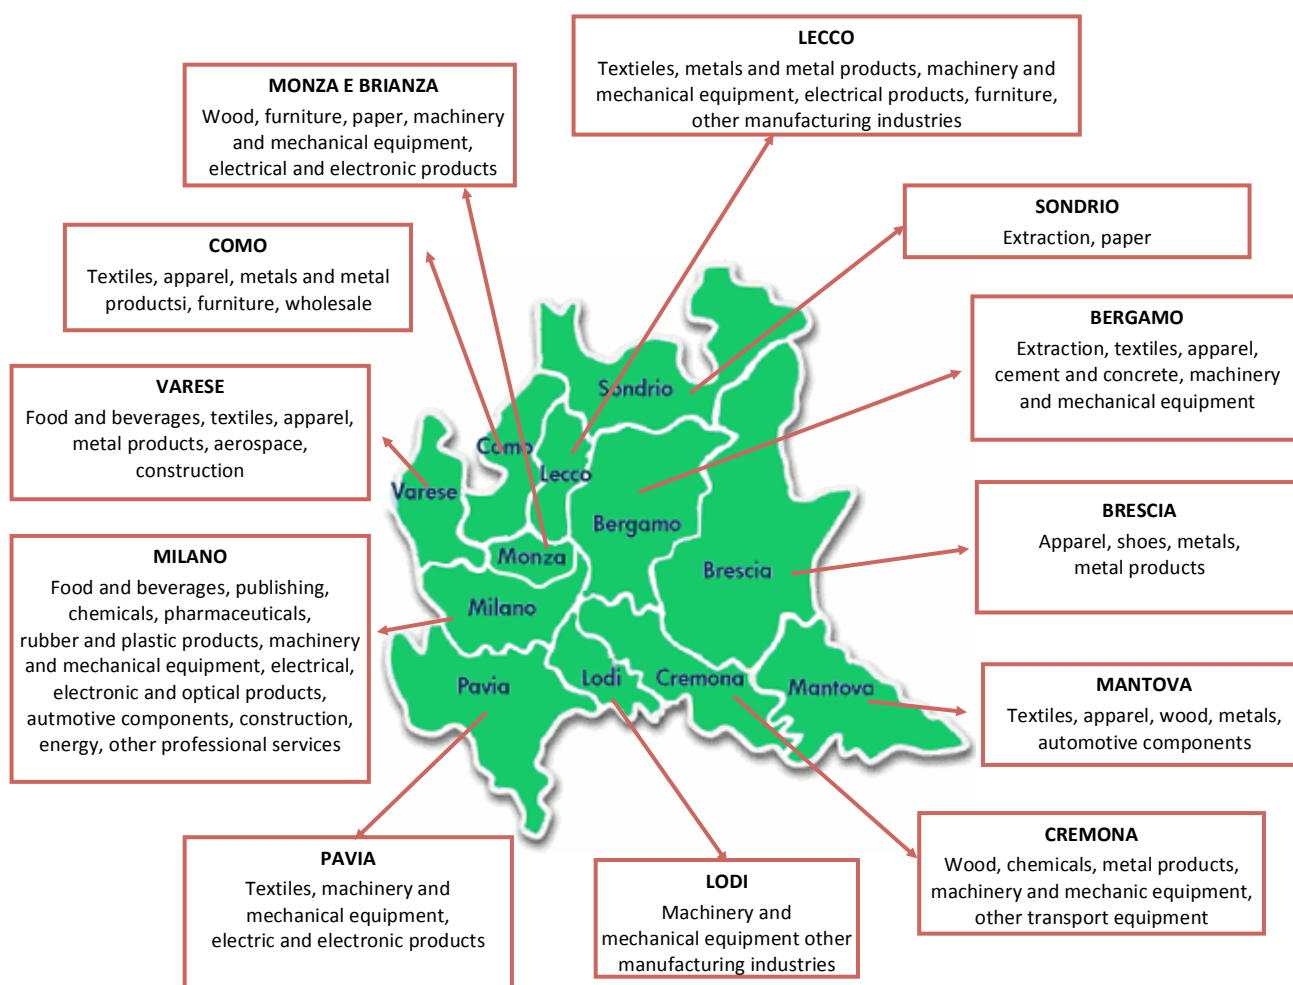 LECCO
Textieles, metals and metal products, machinery and
mechanical equipment, electrical products, furniture,
other manufacturing industries
MONZA E BRIANZA
Wood, furniture, paper, machinery
and mechanical equipment,
electrical and electronic products
SONDRIO
Extraction, paper
COMO
Textiles, apparel, metals and metal
productsi, furniture, wholesale
BERGAMO
Extraction, textiles, apparel,
cement and concrete, machinery
and mechanical equipment
VARESE
Food and beverages, textiles, apparel,
metal products, aerospace,
construction
BRESCIA
Apparel, shoes, metals,
metal products
MILANO
Food and beverages, publishing,
chemicals, pharmaceuticals,
rubber and plastic products, machinery
and mechanical equipment, electrical,
electronic and optical products,
autmotive components, construction,
energy, other professional services
MANTOVA
Textiles, apparel, wood, metals,
automotive components
CREMONA
Wood, chemicals, metal products,
machinery and mechanic equipment,
other transport equipment
PAVIA
Textiles, machinery and
mechanical equipment,
electric and electronic products
LODI
Machinery and
mechanical equipment other
manufacturing industries
Sondrio
Como
Lecco
Varese
Bergamo
Monza
Brescia
Milano
Pavia
Lodi
Cremona
Mantova